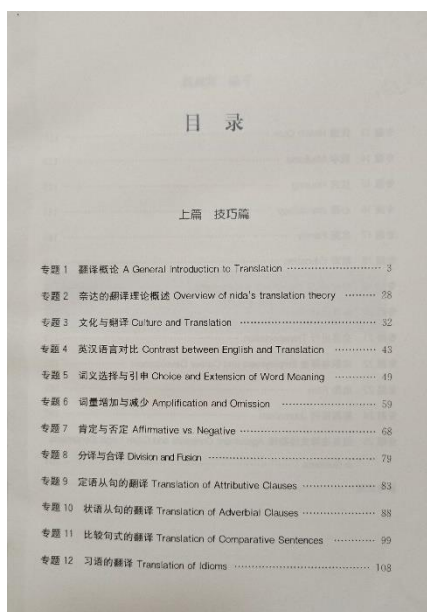 目 录
上篇 技巧篇
专题 1 翻译概论 A General Introduction to Translation ………………………… 3
专题 2 奈达的翻译理论概述 Overview of nida's translation theory ……… 28
专题 3 文化与翻译 Culture and Translation ……………………………………… 32
专题 4 英汉语言对比 Contrast between English and Translation ………… 43
专题 5 词义选择与引申 Choice and Extension of Word Meaning ………… 49
专题 6 词量增加与减少 Amplification and Omission ……………………… 59
专题 7 肯定与否定 Affirmative vs. Negative ……………………………………… 68
专题 8 分译与合译 Division and Fusion …………………………………………… 79
专题 9 定语从句的翻译 Translation of Attributive Clauses ………………… 83
专题 10 状语从句的翻译 Translation of Adverbial Clauses ………………… 88
专题 11 比较句式的翻译 Translation of Comparative Sentences ………… 99
专题 12 习语的翻译 Translation of Idioms ……………………………………… 108